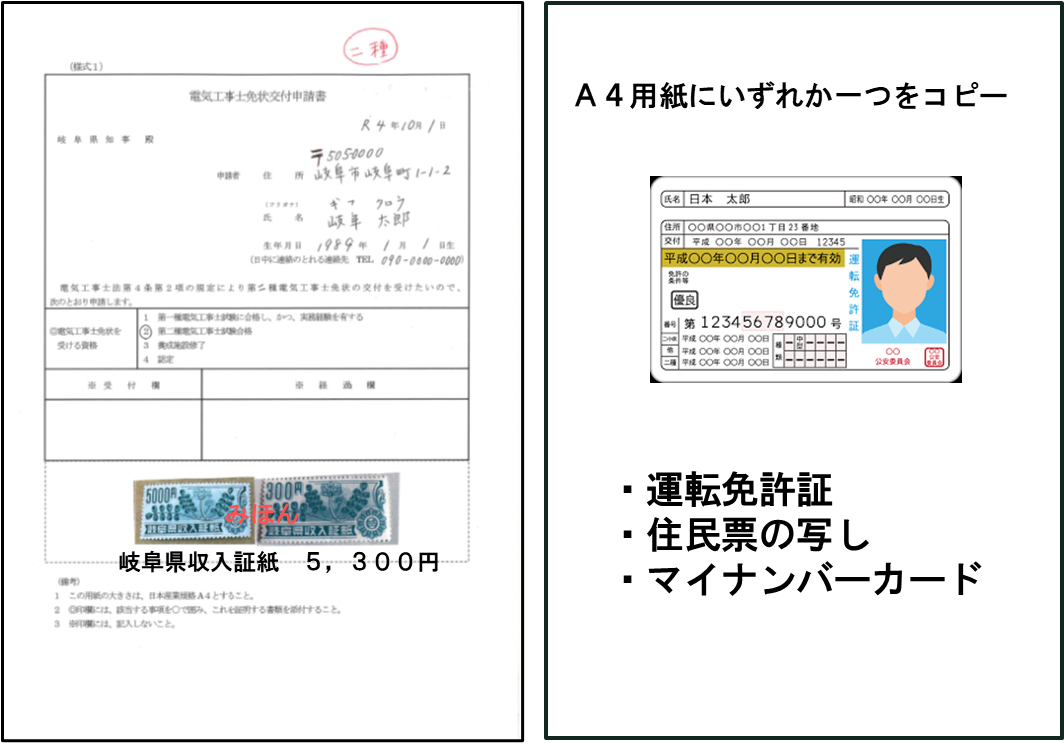 二種
(様式1)
電気工事士免状交付申請書
R4年10月1日
岐阜県知事 殿
〒505-0000
申請者 住所 岐阜市岐阜町1-1-2
(フリガナ) ギフ タロウ
氏名 岐阜 太郎
生年月日 1989年1月1日生
(日中に連絡のとれる連絡先 TEL 090-0000-0000)
電気工事士法第4条第2項の規定により第二種電気工事士免状の交付を受けたいので、
次のとおり申請します。
◎電気工事士免状を
受ける資格
1 第一種電気工事士試験に合格し、かつ、実務経験を有する
2 第二種電気工事士試験合格
3 養成施設修了
4 認定
※受付欄
※経過欄
5000円
岐阜県収入証紙
300円
岐阜県収入証紙
みほん
岐阜県収入証紙 5,300円
(備考)
1 この用紙の大きさは、日本産業規格A4とすること。
2 ◎印欄には、該当する事項を○で囲み、これを証明する書類を添付すること。
3 ※印欄には、記入しないこと。
A4用紙にいずれか一つをコピー
氏名 日本 太郎 昭和 〇〇年 〇〇月 〇〇日生
住所 〇〇県〇〇市〇〇1丁目23番地
交付 平成 〇〇年 〇〇月 〇〇日 12345
平成〇〇年〇〇月〇〇日まで有効
運転免許証
免許の
条件等
優良
番号 第 123456789000 号
二・小・原 平成 〇〇年 〇〇月 〇〇日
他 平成 〇〇年 〇〇月 〇〇日
二種 平成 〇〇年 〇〇月 〇〇日
種類
中型
〇〇
公安委員会
〇〇
公安
委員会
・運転免許証
・住民票の写し
・マイナンバーカード